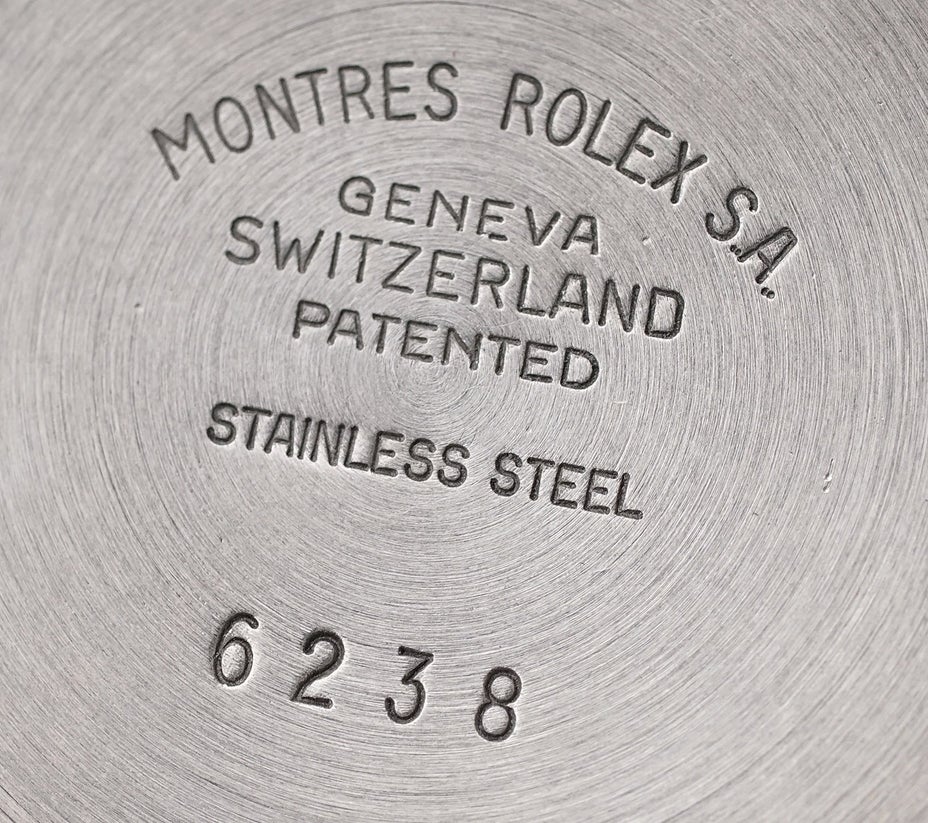 MONTRES ROLEX S.A.
GENEVA
SWITZERLAND
PATENTED
STAINLESS STEEL
6238